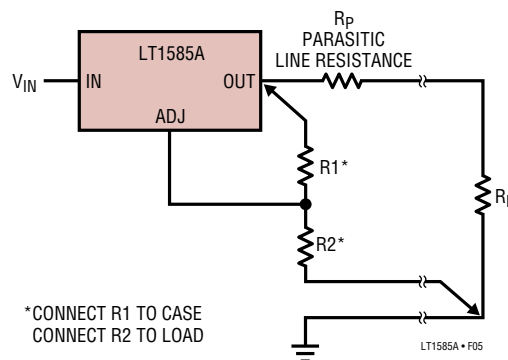 RP
PARASITIC
LINE RESISTANCE
LT1585A
VIN
IN
OUT
ADJ
R1*
R2*
*CONNECT R1 TO CASE
CONNECT R2 TO LOAD
LT1585A • F05